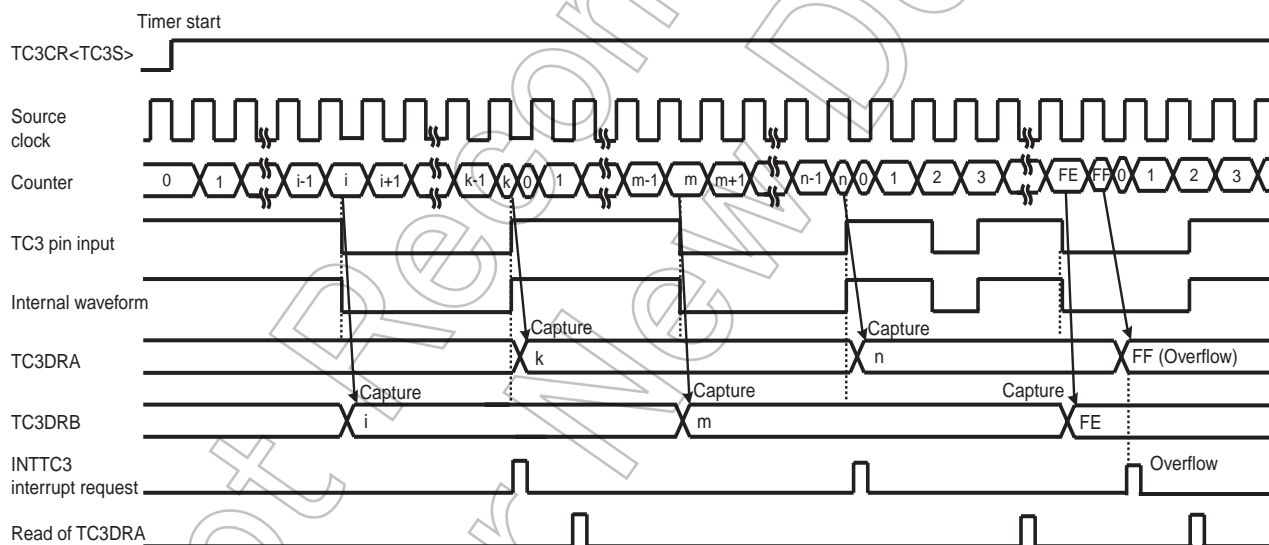 Timer start
TC3CR<TC3S>
Source
clock
Counter 0 1 i-1 i i+1 k-1 k 0 1 m-1 m m+1 n-1 n 0 1 2 3 FE FF 0 1 2 3
TC3 pin input
Internal waveform
Capture Capture
TC3DRA k n FF (Overflow)
Capture Capture Capture
TC3DRB i m FE
INTTC3
interrupt request
Overflow
Read of TC3DRA